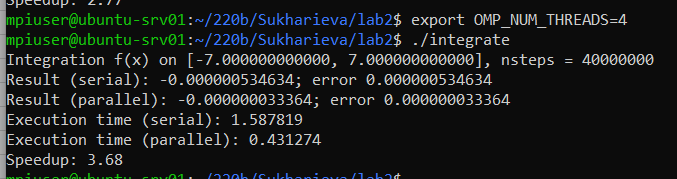 Speedup: 2.77
mpiuser@ubuntu-srv01:~/220b/Sukharieva/lab2$ export OMP_NUM_THREADS=4
mpiuser@ubuntu-srv01:~/220b/Sukharieva/lab2$ ./integrate
Integration f(x) on [-7.000000000000, 7.000000000000], nsteps = 40000000
Result (serial): -0.000000534634; error 0.000000534634
Result (parallel): -0.000000033364; error 0.000000033364
Execution time (serial): 1.587819
Execution time (parallel): 0.431274
Speedup: 3.68
mpiuser@ubuntu-srv01:~/220b/Sukharieva/lab2$